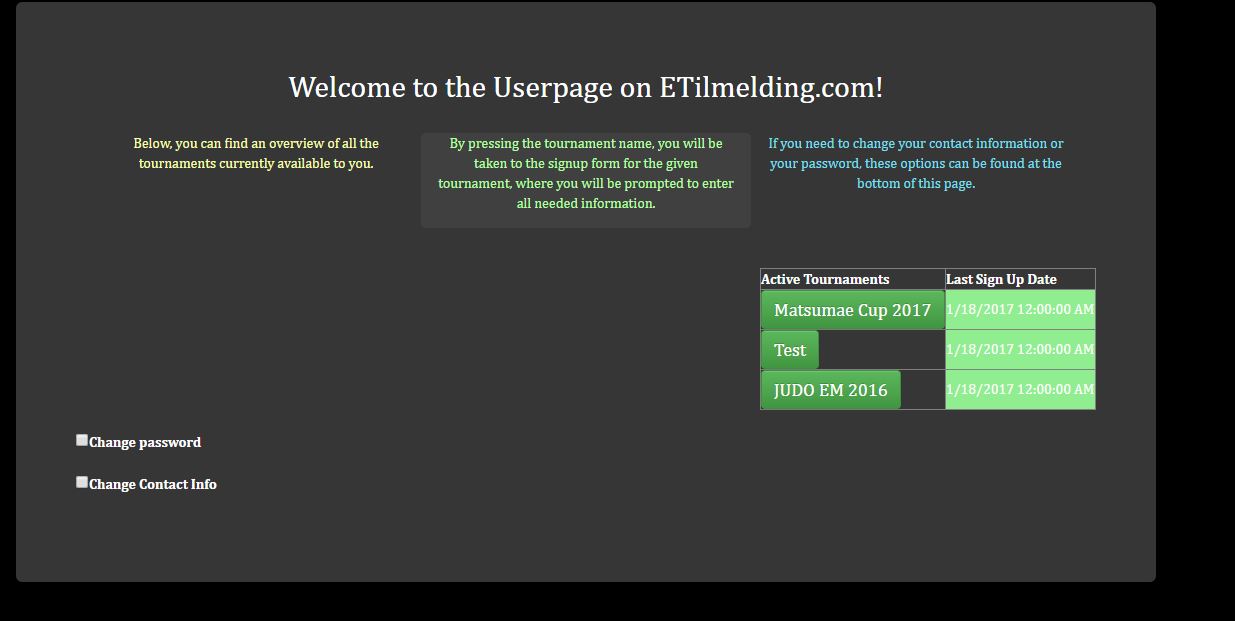 Welcome to the Userpage on ETilmelding.com!
Below, you can find an overview of all the
tournaments currently available to you.
By pressing the tournament name, you will be
taken to the signup form for the given
tournament, where you will be prompted to enter
all needed information.
If you need to change your contact information or
your password, these options can be found at the
bottom of this page.
Active Tournaments Last Sign Up Date
Matsumae Cup 2017 1/18/2017 12:00:00 AM
Test 1/18/2017 12:00:00 AM
JUDO EM 2016 1/18/2017 12:00:00 AM
Change password
Change Contact Info